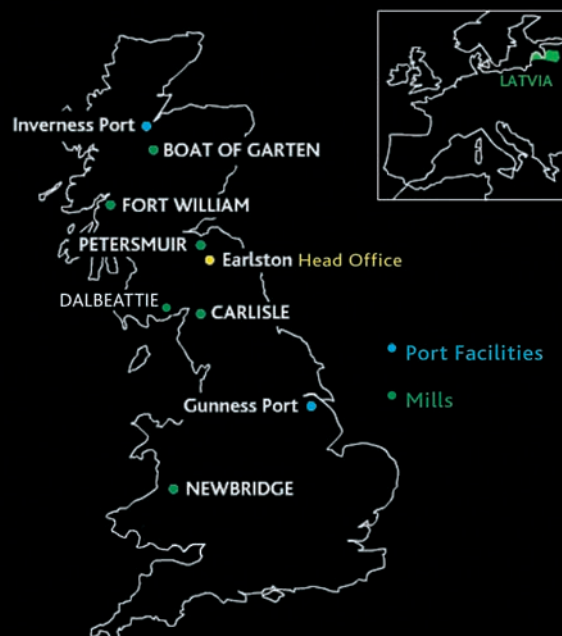 LATVIA
Inverness Port
BOAT OF GARTEN
FORT WILLIAM
PETERSMUIR
Earlston Head Office
DALBEATTIE
CARLISLE
Port Facilities
Mills
Gunness Port
NEWBRIDGE